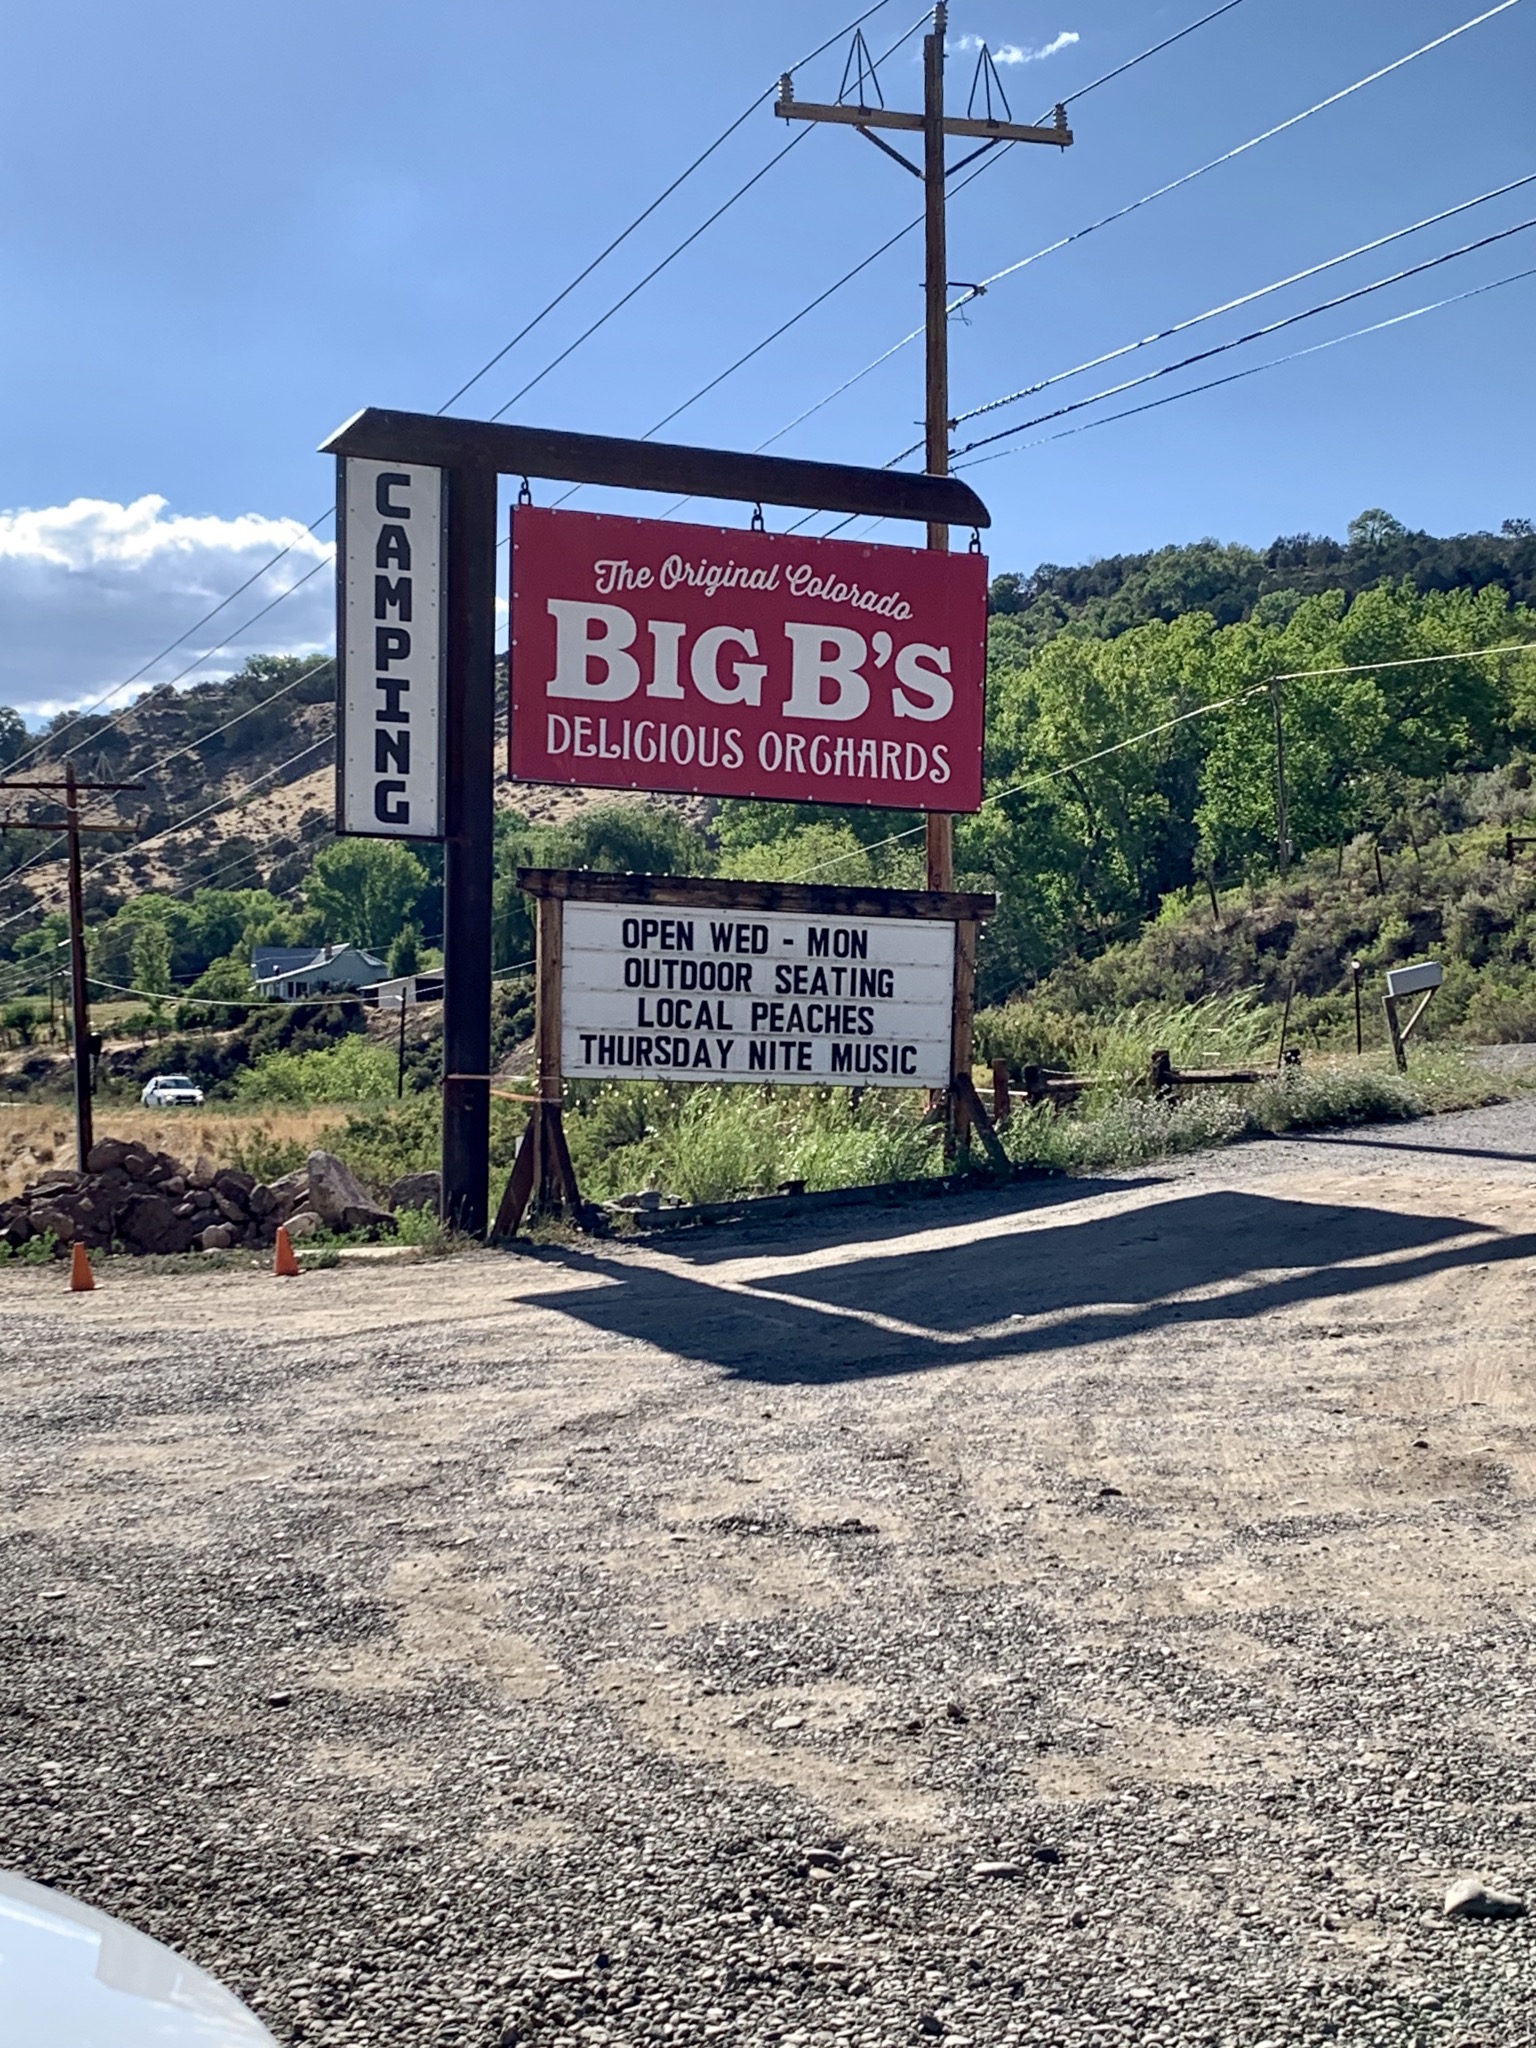 CAMPING
The Original Colorado
BIG B'S
DELICIOUS ORCHARDS
OPEN WED - MON
OUTDOOR SEATING
LOCAL PEACHES
THURSDAY NITE MUSIC